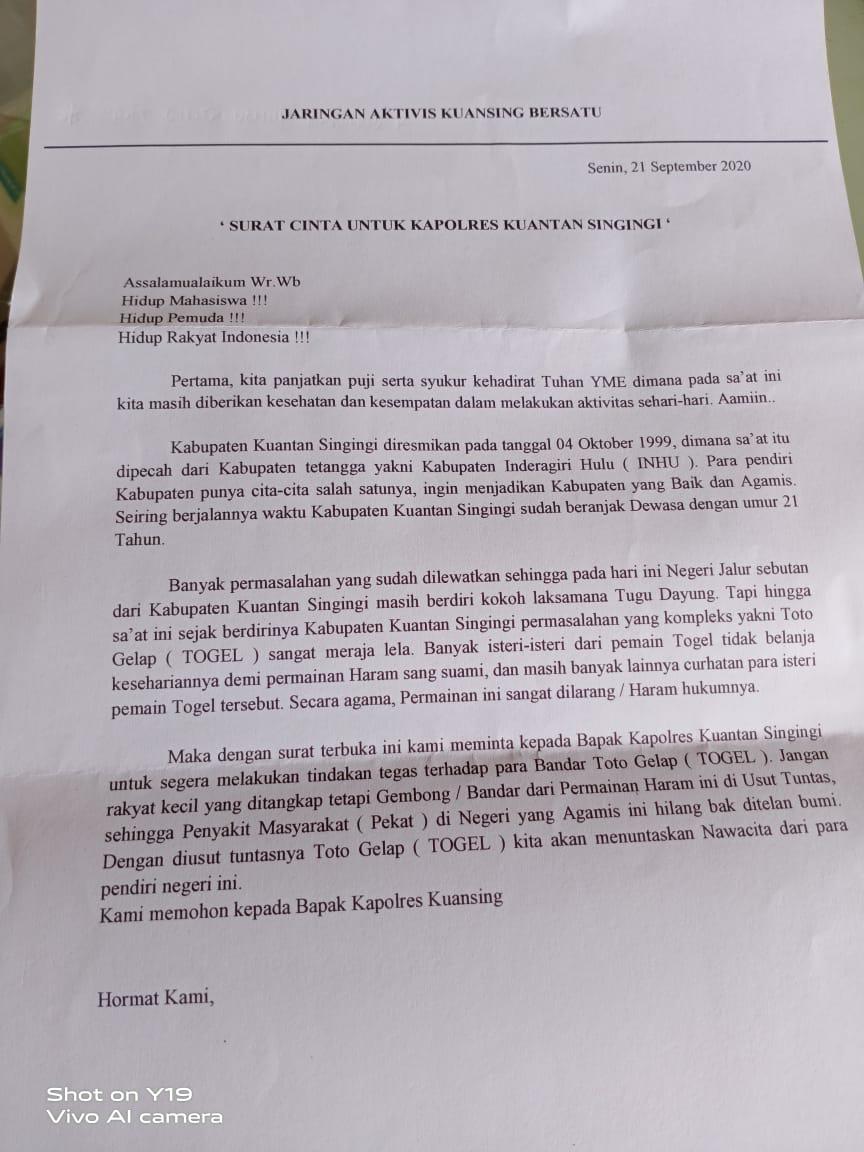 JARINGAN AKTIVIS KUANSING BERSATU
Senin, 21 September 2020
‘ SURAT CINTA UNTUK KAPOLRES KUANTAN SINGINGI ‘
Assalamualaikum Wr.Wb
Hidup Mahasiswa !!!
Hidup Pemuda !!!
Hidup Rakyat Indonesia !!!
Pertama, kita panjatkan puji serta syukur kehadirat Tuhan YME dimana pada sa’at ini
kita masih diberikan kesehatan dan kesempatan dalam melakukan aktivitas sehari-hari. Aamiin..
Kabupaten Kuantan Singingi diresmikan pada tanggal 04 Oktober 1999, dimana sa’at itu
dipecah dari Kabupaten tetangga yakni Kabupaten Inderagiri Hulu ( INHU ). Para pendiri
Kabupaten punya cita-cita salah satunya, ingin menjadikan Kabupaten yang Baik dan Agamis.
Seiring berjalannya waktu Kabupaten Kuantan Singingi sudah beranjak Dewasa dengan umur 21
Tahun.
Banyak permasalahan yang sudah dilewatkan sehingga pada hari ini Negeri Jalur sebutan
dari Kabupaten Kuantan Singingi masih berdiri kokoh laksamana Tugu Dayung. Tapi hingga
sa’at ini sejak berdirinya Kabupaten Kuantan Singingi permasalahan yang kompleks yakni Toto
Gelap ( TOGEL ) sangat meraja lela. Banyak isteri-isteri dari pemain Togel tidak belanja
kesehariannya demi permainan Haram sang suami, dan masih banyak lainnya curhatan para isteri
pemain Togel tersebut. Secara agama, Permainan ini sangat dilarang / Haram hukumnya.
Maka dengan surat terbuka ini kami meminta kepada Bapak Kapolres Kuantan Singingi
untuk segera melakukan tindakan tegas terhadap para Bandar Toto Gelap ( TOGEL ). Jangan
rakyat kecil yang ditangkap tetapi Gembong / Bandar dari Permainan Haram ini di Usut Tuntas,
sehingga Penyakit Masyarakat ( Pekat ) di Negeri yang Agamis ini hilang bak ditelan bumi.
Dengan diusut tuntasnya Toto Gelap ( TOGEL ) kita akan menuntaskan Nawacita dari para
pendiri negeri ini.
Kami memohon kepada Bapak Kapolres Kuansing
Hormat Kami,
Shot on Y19
Vivo AI camera